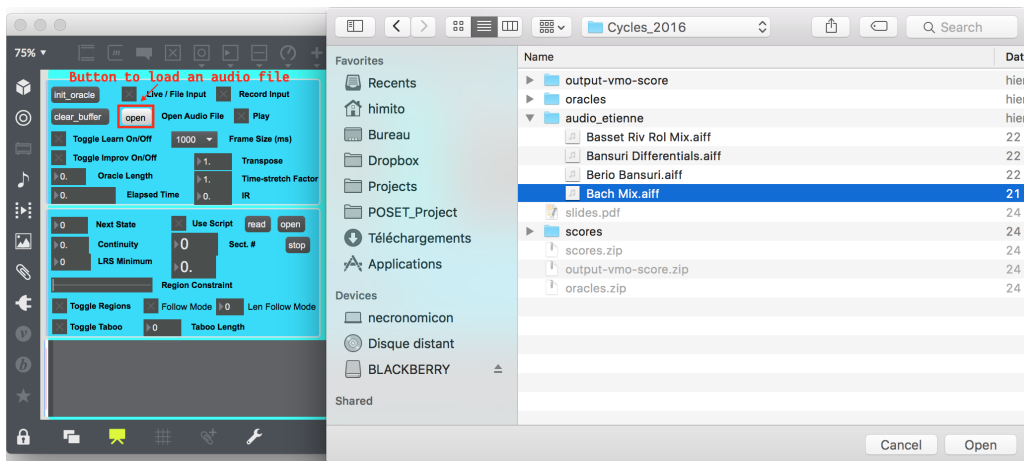 75% ▾
Button to load an audio file
init_oracle Live / File Input Record Input
clear_buffer open Open Audio File Play
Toggle Learn On/Off 1000 Frame Size (ms)
Toggle Improv On/Off 1. Transpose
0. Oracle Length 1. Time-stretch Factor
0. Elapsed Time 0. IR
0 Next State Use Script read open
0. Continuity 0 Sect. # stop
0 LRS Minimum 0.
Region Constraint
Toggle Regions Follow Mode 0 Len Follow Mode
Toggle Taboo 0 Taboo Length
Cycles_2016
Search
Favorites
Recents
himito
Bureau
Dropbox
Projects
POSET_Project
Téléchargements
Applications
Devices
necronomicon
Disque distant
BLACKBERRY
Shared
Name Dat
output-vmo-score hier
oracles hier
audio_etienne hier
Basset Riv Rol Mix.aiff 22
Bansuri Differentials.aiff 22
Berio Bansuri.aiff 22
Bach Mix.aiff 21
slides.pdf 24
scores 24
scores.zip 24
output-vmo-score.zip 24
oracles.zip 24
Cancel Open